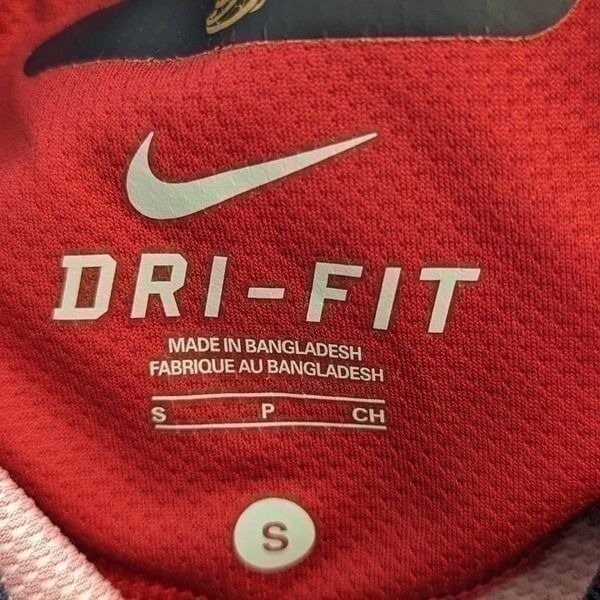 DRI-FIT
MADE IN BANGLADESH
FABRIQUE AU BANGLADESH
S P CH
S